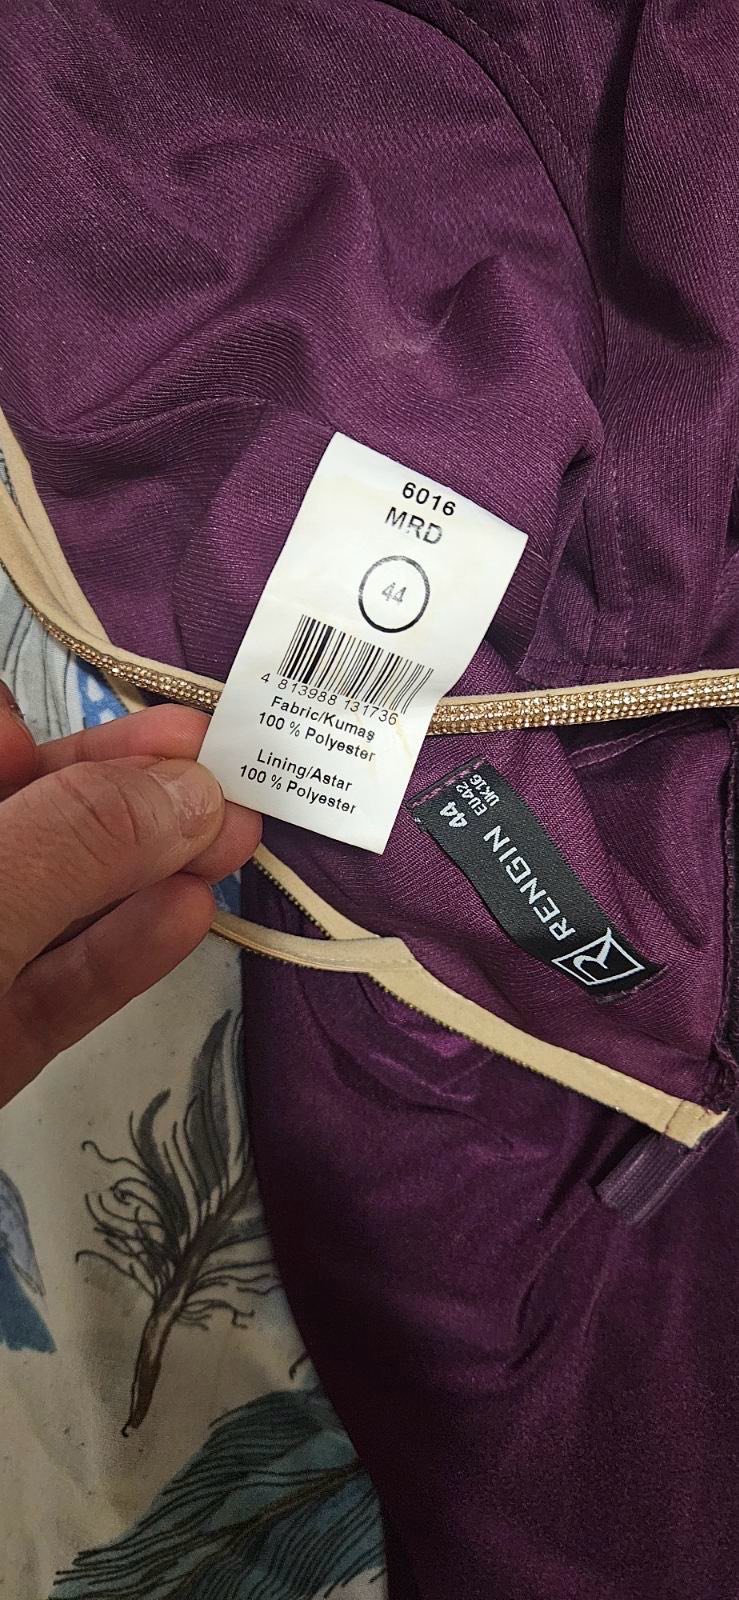 6016
MRD
44
4 813988 131736
Fabric/Kumaş
100 % Polyester
Lining/Astar
100 % Polyester
RENGIN
44
EU42
UK16